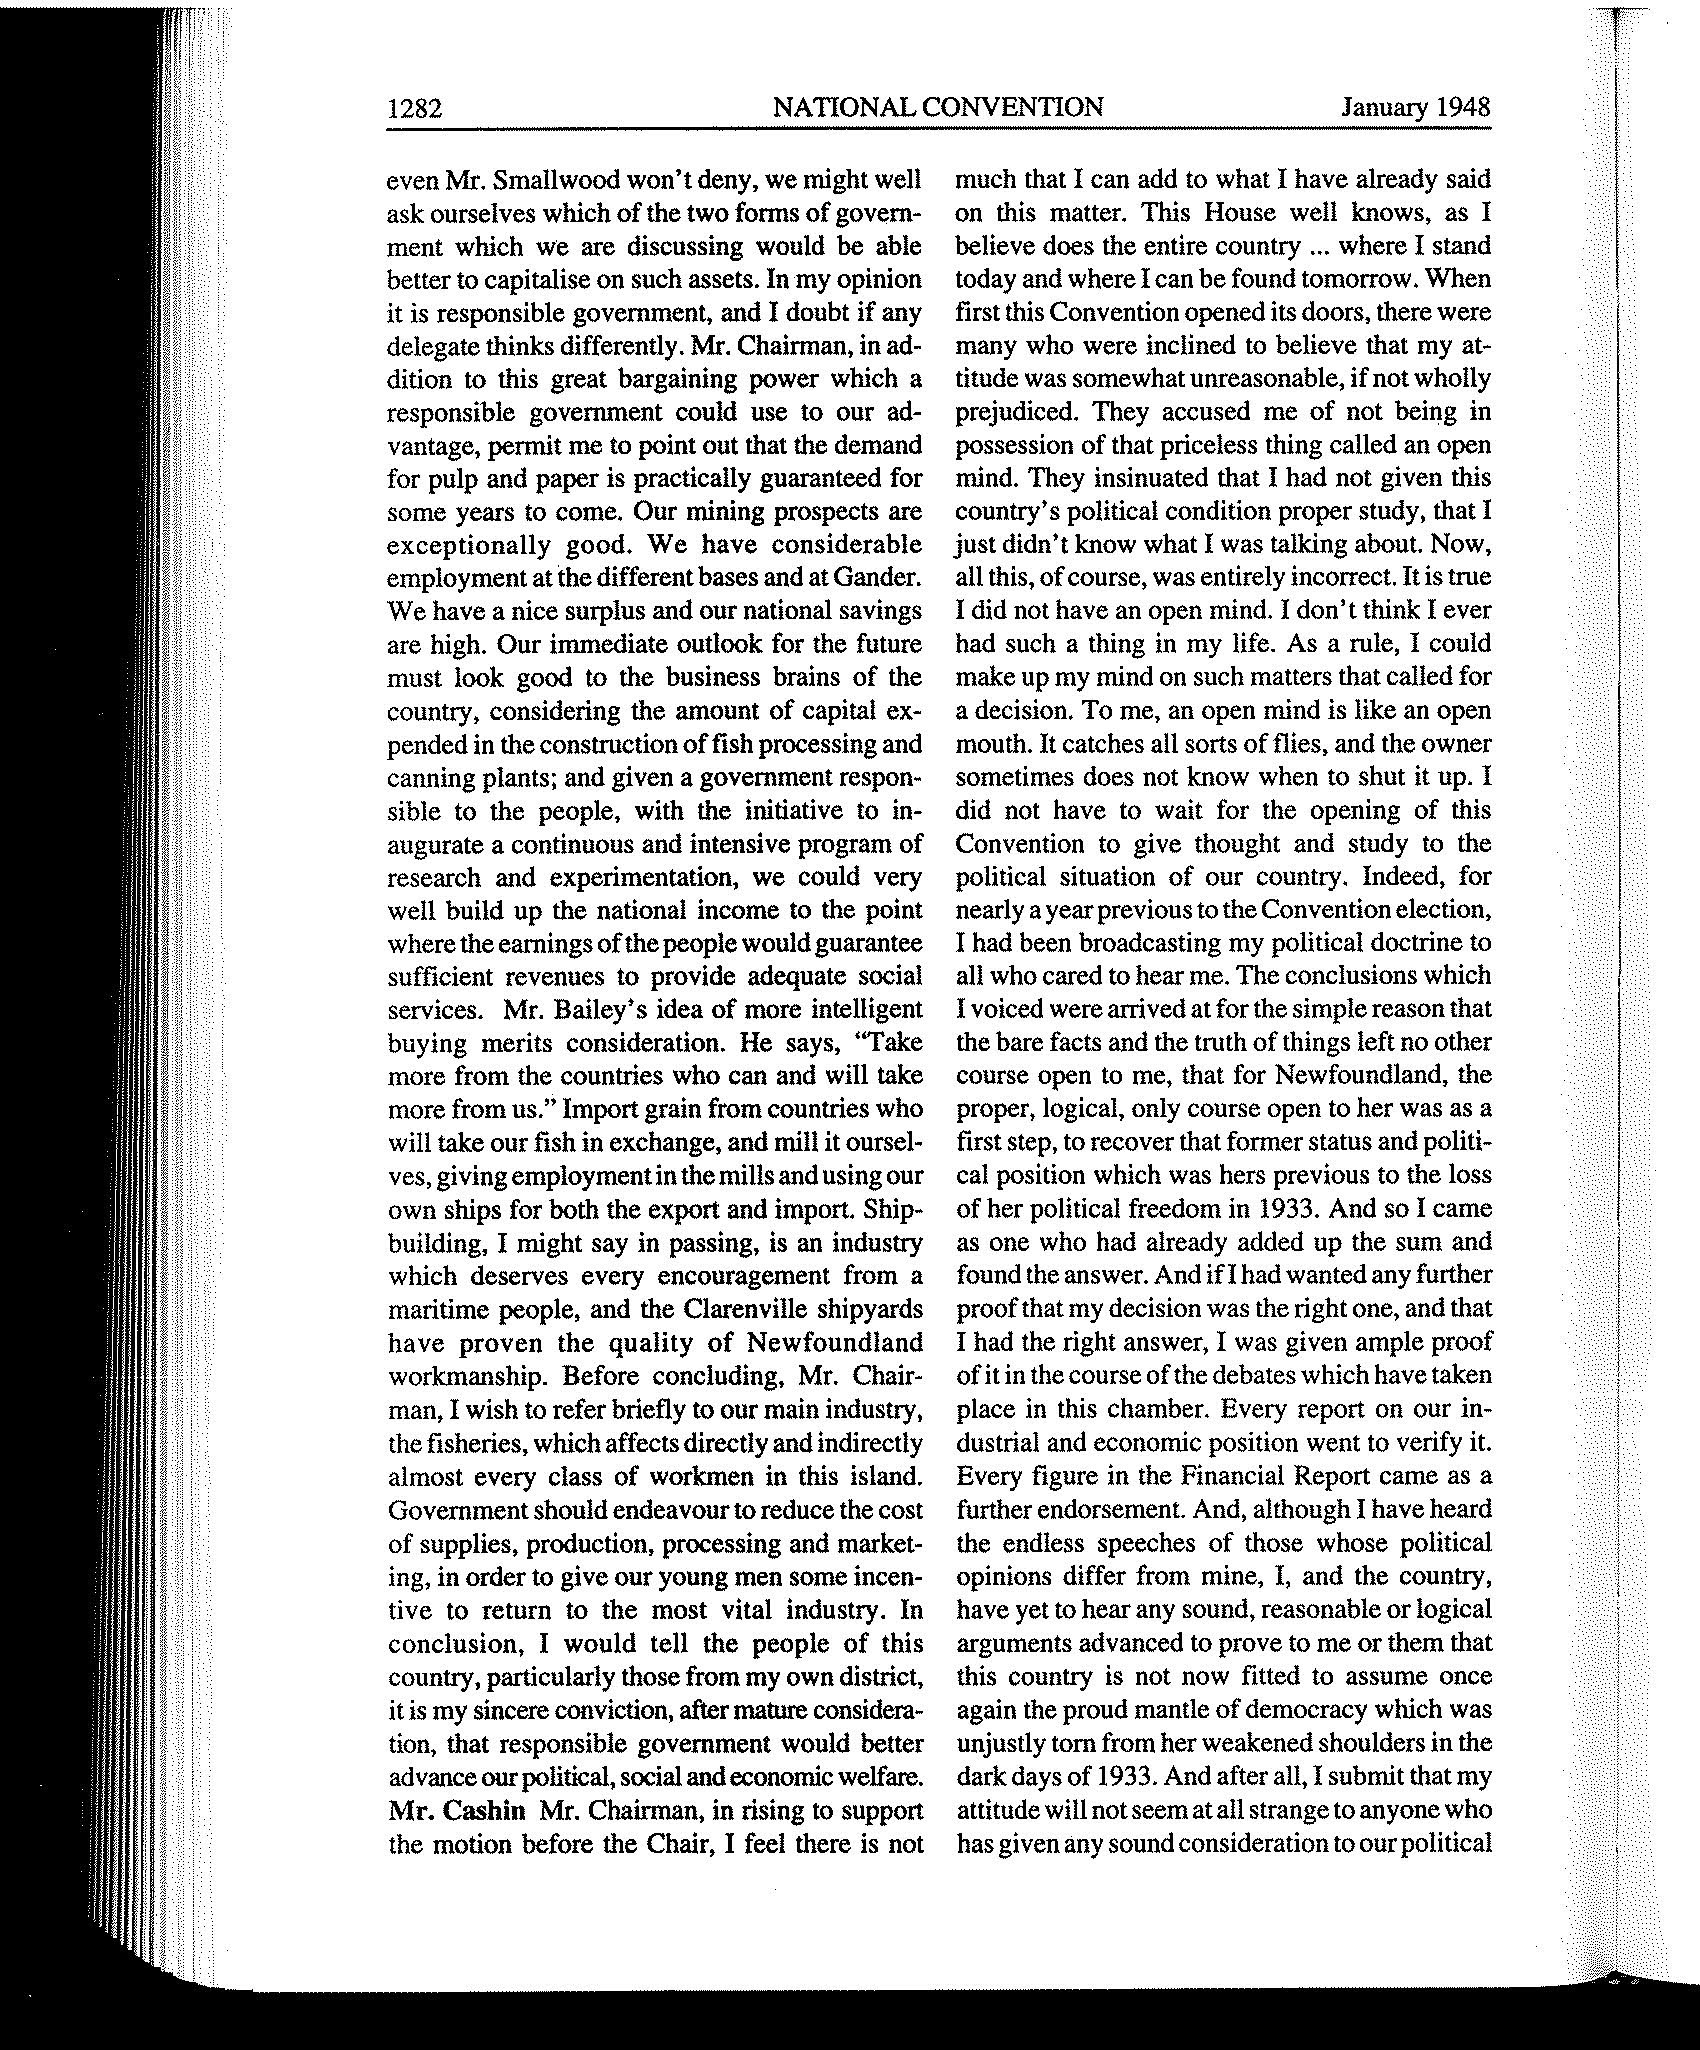 1282 NATIONAL CONVENTION January 1948
even Mr. Smallwood won't deny, we might well
ask ourselves which of the two forms of govern-
ment which we are discussing would be able
better to capitalise on such assets. In my opinion
it is responsible government, and I doubt if any
delegate thinks differently. Mr. Chairman, in ad-
dition to this great bargaining power which a
responsible government could use to our ad-
vantage, permit me to point out that the demand
for pulp and paper is practically guaranteed for
some years to come. Our mining prospects are
exceptionally good. We have considerable
employment at the different bases and at Gander.
We have a nice surplus and our national savings
are high. Our immediate outlook for the future
must look good to the business brains of the
country, considering the amount of capital ex-
pended in the construction of fish processing and
canning plants; and given a government respon-
sible to the people, with the initiative to in-
augurate a continuous and intensive program of
research and experimentation, we could very
well build up the national income to the point
where the earnings of the people would guarantee
sufficient revenues to provide adequate social
services. Mr. Bailey's idea of more intelligent
buying merits consideration. He says, "Take
more from the countries who can and will take
more from us." Import grain from countries who
will take our fish in exchange, and mill it oursel-
ves, giving employment in the mills and using our
own ships for both the export and import. Ship-
building, I might say in passing, is an industry
which deserves every encouragement from a
maritime people, and the Clarenville shipyards
have proven the quality of Newfoundland
workmanship. Before concluding, Mr. Chair-
man, I wish to refer briefly to our main industry,
the fisheries, which affects directly and indirectly
almost every class of workmen in this island.
Government should endeavour to reduce the cost
of supplies, production, processing and market-
ing, in order to give our young men some incen-
tive to return to the most vital industry. In
conclusion, I would tell the people of this
country, particularly those from my own district,
it is my sincere conviction, after mature considera-
tion, that responsible government would better
advance our political, social and economic welfare.
Mr. Cashin Mr. Chairman, in rising to support
the motion before the Chair, I feel there is not
much that I can add to what I have already said
on this matter. This House well knows, as I
believe does the entire country ... where I stand
today and where I can be found tomorrow. When
first this Convention opened its doors, there were
many who were inclined to believe that my at-
titude was somewhat unreasonable, if not wholly
prejudiced. They accused me of not being in
possession of that priceless thing called an open
mind. They insinuated that I had not given this
country's political condition proper study, that I
just didn't know what I was talking about. Now,
all this, of course, was entirely incorrect. It is true
I did not have an open mind. I don't think I ever
had such a thing in my life. As a rule, I could
make up my mind on such matters that called for
a decision. To me, an open mind is like an open
mouth. It catches all sorts of flies, and the owner
sometimes does not know when to shut it up. I
did not have to wait for the opening of this
Convention to give thought and study to the
political situation of our country. Indeed, for
nearly a year previous to the Convention election,
I had been broadcasting my political doctrine to
all who cared to hear me. The conclusions which
I voiced were arrived at for the simple reason that
the bare facts and the truth of things left no other
course open to me, that for Newfoundland, the
proper, logical, only course open to her was as a
first step, to recover that former status and politi-
cal position which was hers previous to the loss
of her political freedom in 1933. And so I came
as one who had already added up the sum and
found the answer. And if I had wanted any further
proof that my decision was the right one, and that
I had the right answer, I was given ample proof
of it in the course of the debates which have taken
place in this chamber. Every report on our in-
dustrial and economic position went to verify it.
Every figure in the Financial Report came as a
further endorsement. And, although I have heard
the endless speeches of those whose political
opinions differ from mine, I, and the country,
have yet to hear any sound, reasonable or logical
arguments advanced to prove to me or them that
this country is not now fitted to assume once
again the proud mantle of democracy which was
unjustly torn from her weakened shoulders in the
dark days of 1933. And after all, I submit that my
attitude will not seem at all strange to anyone who
has given any sound consideration to our political